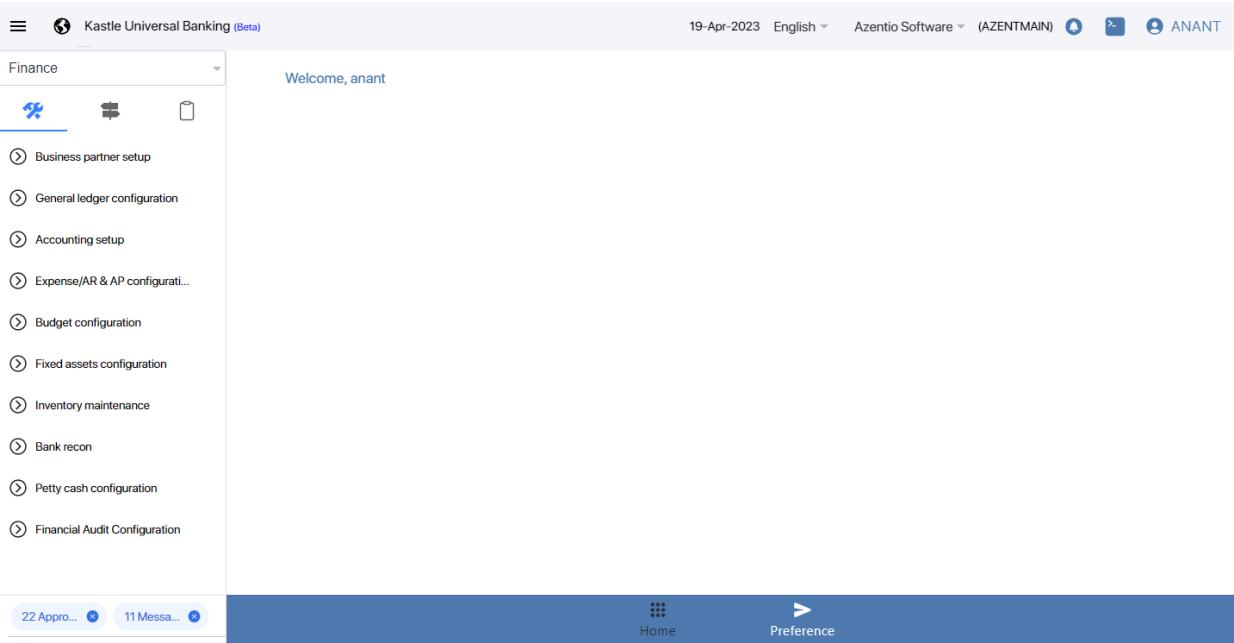 Kastle Universal Banking (Beta) 19-Apr-2023 English Azentio Software (AZENTMAIN) ANANT
Finance
Welcome, anant
Business partner setup
General ledger configuration
Accounting setup
Expense/AR & AP configurati...
Budget configuration
Fixed assets configuration
Inventory maintenance
Bank recon
Petty cash configuration
Financial Audit Configuration
22 Appro... 11 Messa...
Home Preference